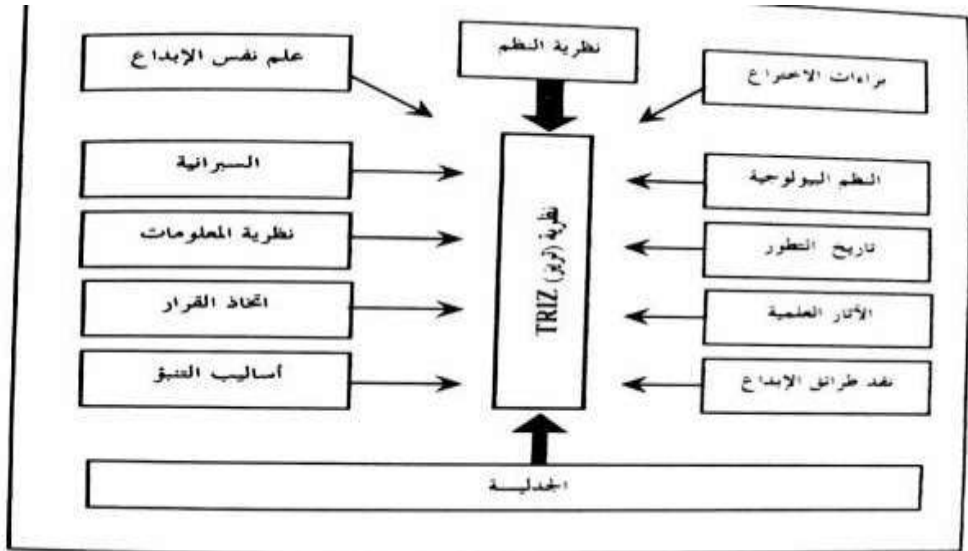 نظرية النظم
براءات الاختراع
علم نفس الإبداع
النظم البيولوجية
السبرانية
تاريخ التطور
نظرية المعلومات
الآثار العلمية
اتخاذ القرار
نقد طرائق الإبداع
أساليب التنبؤ
نظرية (تريز) TRIZ
الجدليـــة